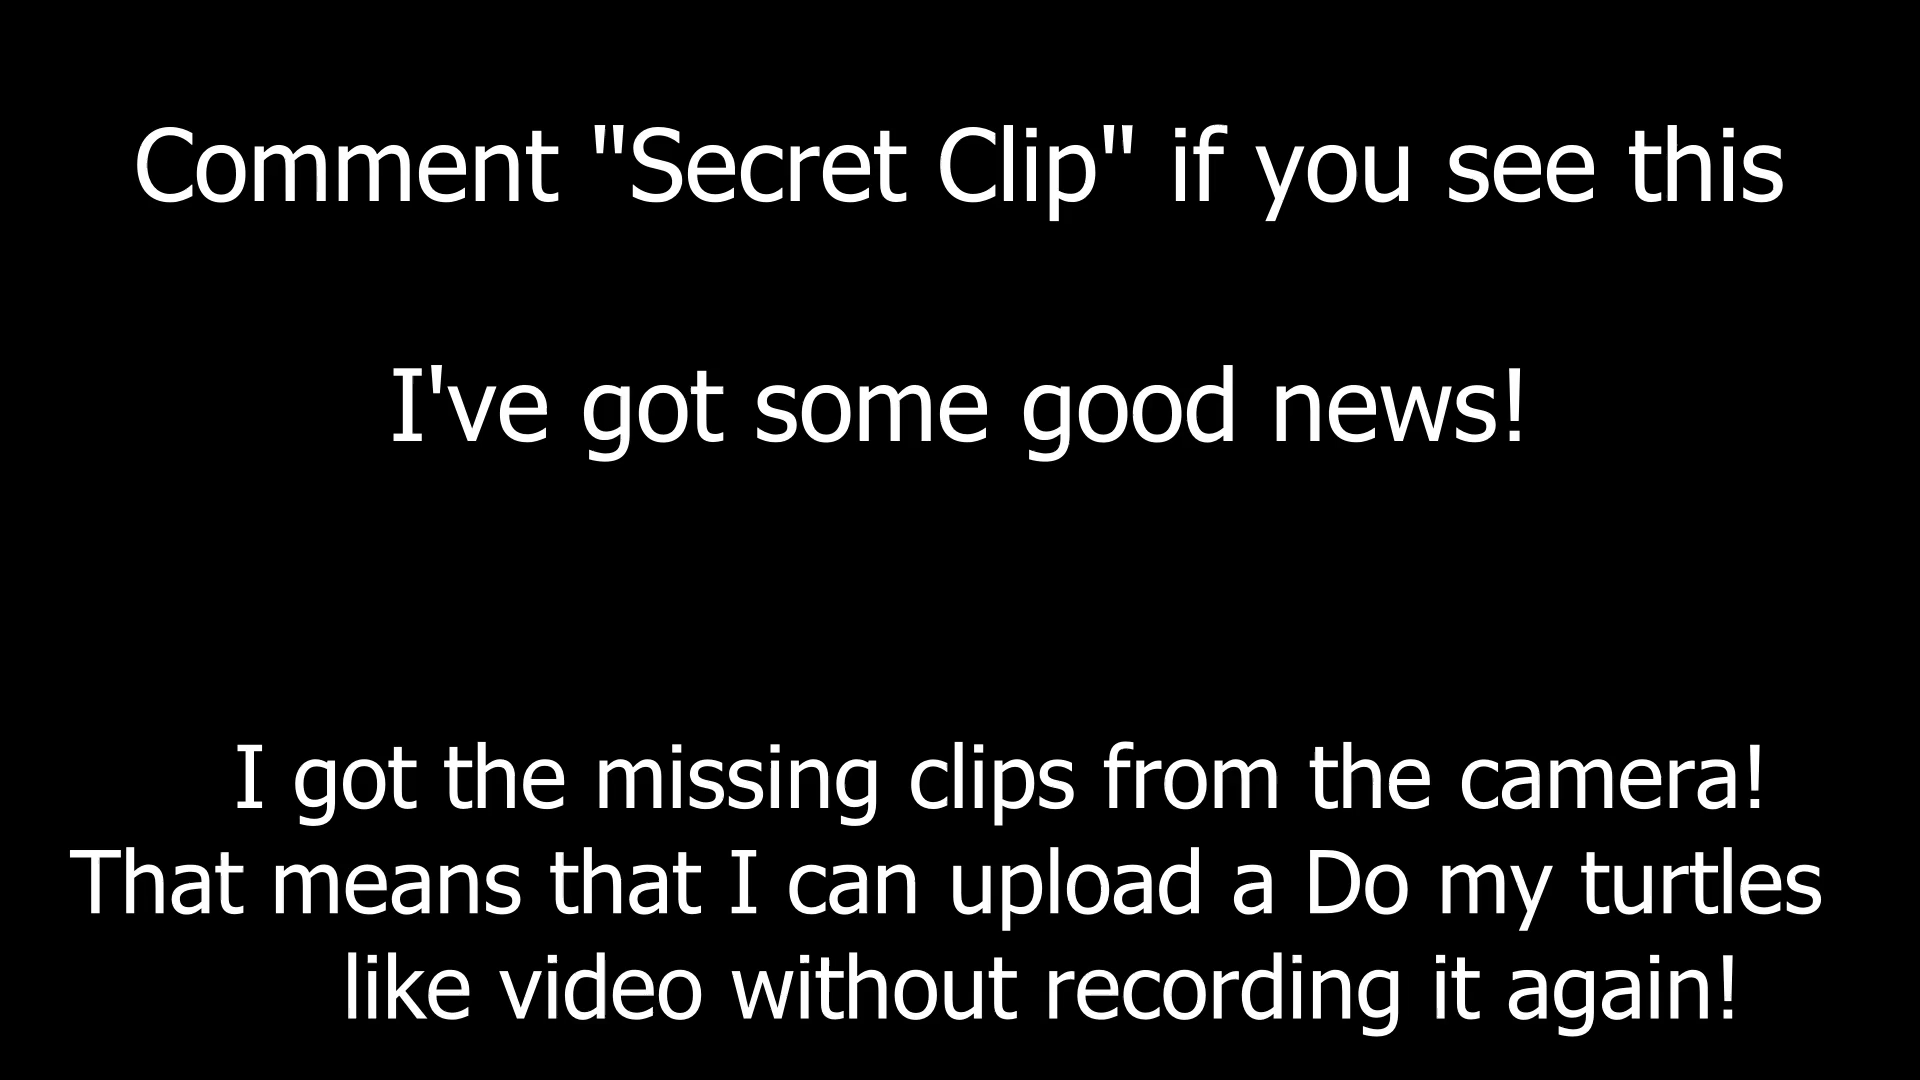 Comment "Secret Clip" if you see this
I've got some good news!
I got the missing clips from the camera!
That means that I can upload a Do my turtles
like video without recording it again!